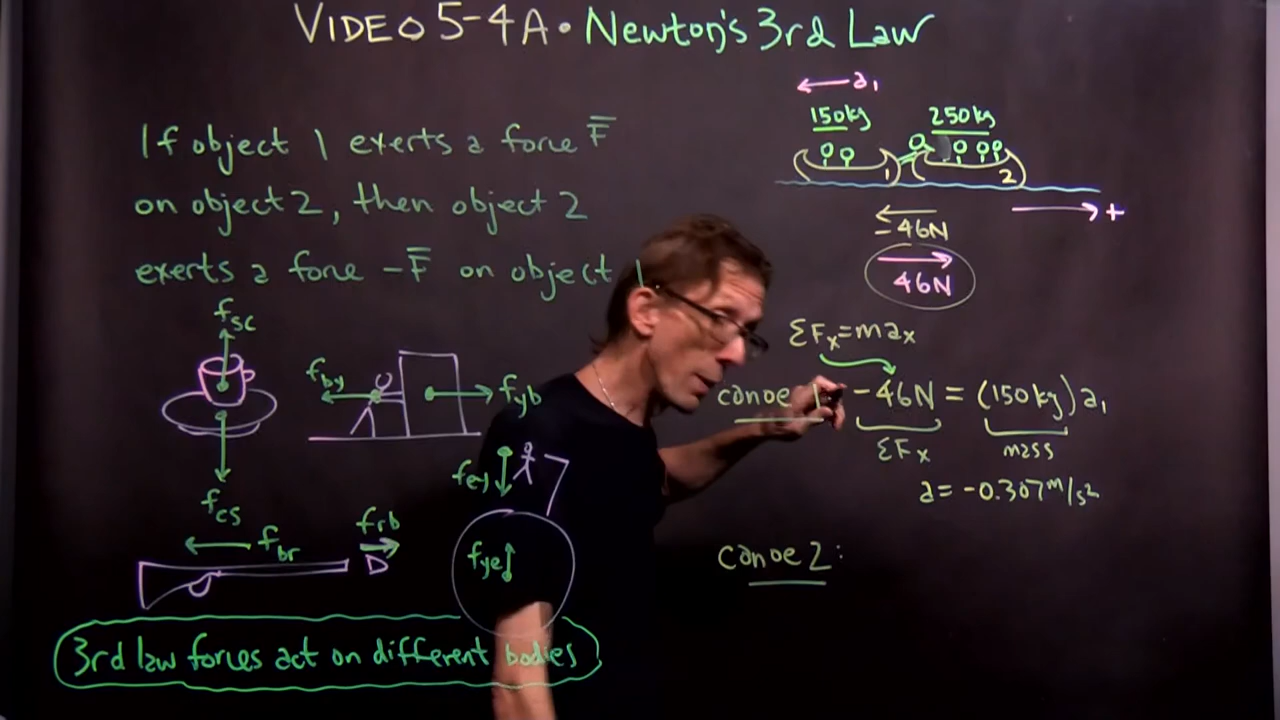 VIDEO 5-4A • Newton's 3rd Law
If object 1 exerts a force F̅
on object 2, then object 2
exerts a force -F̅ on object 1
a₁
150kg
250kg
1
2
+
-46N
46N
ΣFₓ=maₓ
canoe 1: -46N = (150kg)a₁
ΣFₓ
mass
a= -0.307 m/s²
canoe 2:
fsc
fcs
fby
fyb
fey
fye
fbr
frb
3rd law forces act on different bodies